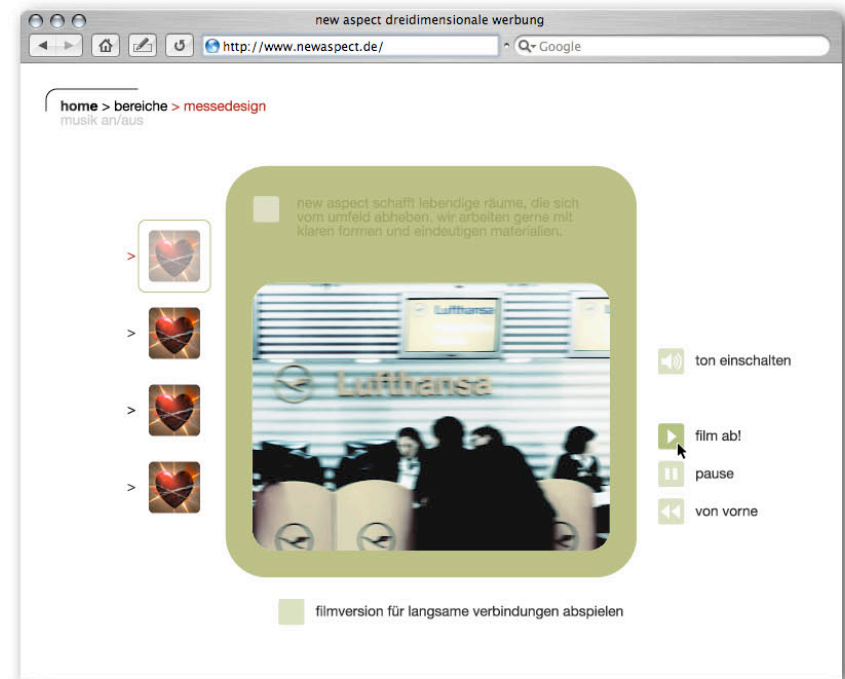 new aspect dreidimensionale werbung
http://www.newaspect.de/
Google
home > bereiche > messedesign
musik an/aus
new aspect schafft lebendige räume, die sich
vom umfeld abheben. wir arbeiten gerne mit
klaren formen und eindeutigen materialien.
>
>
>
>
Lufthansa
Lufthansa
ton einschalten
film ab!
pause
von vorne
filmversion für langsame verbindungen abspielen